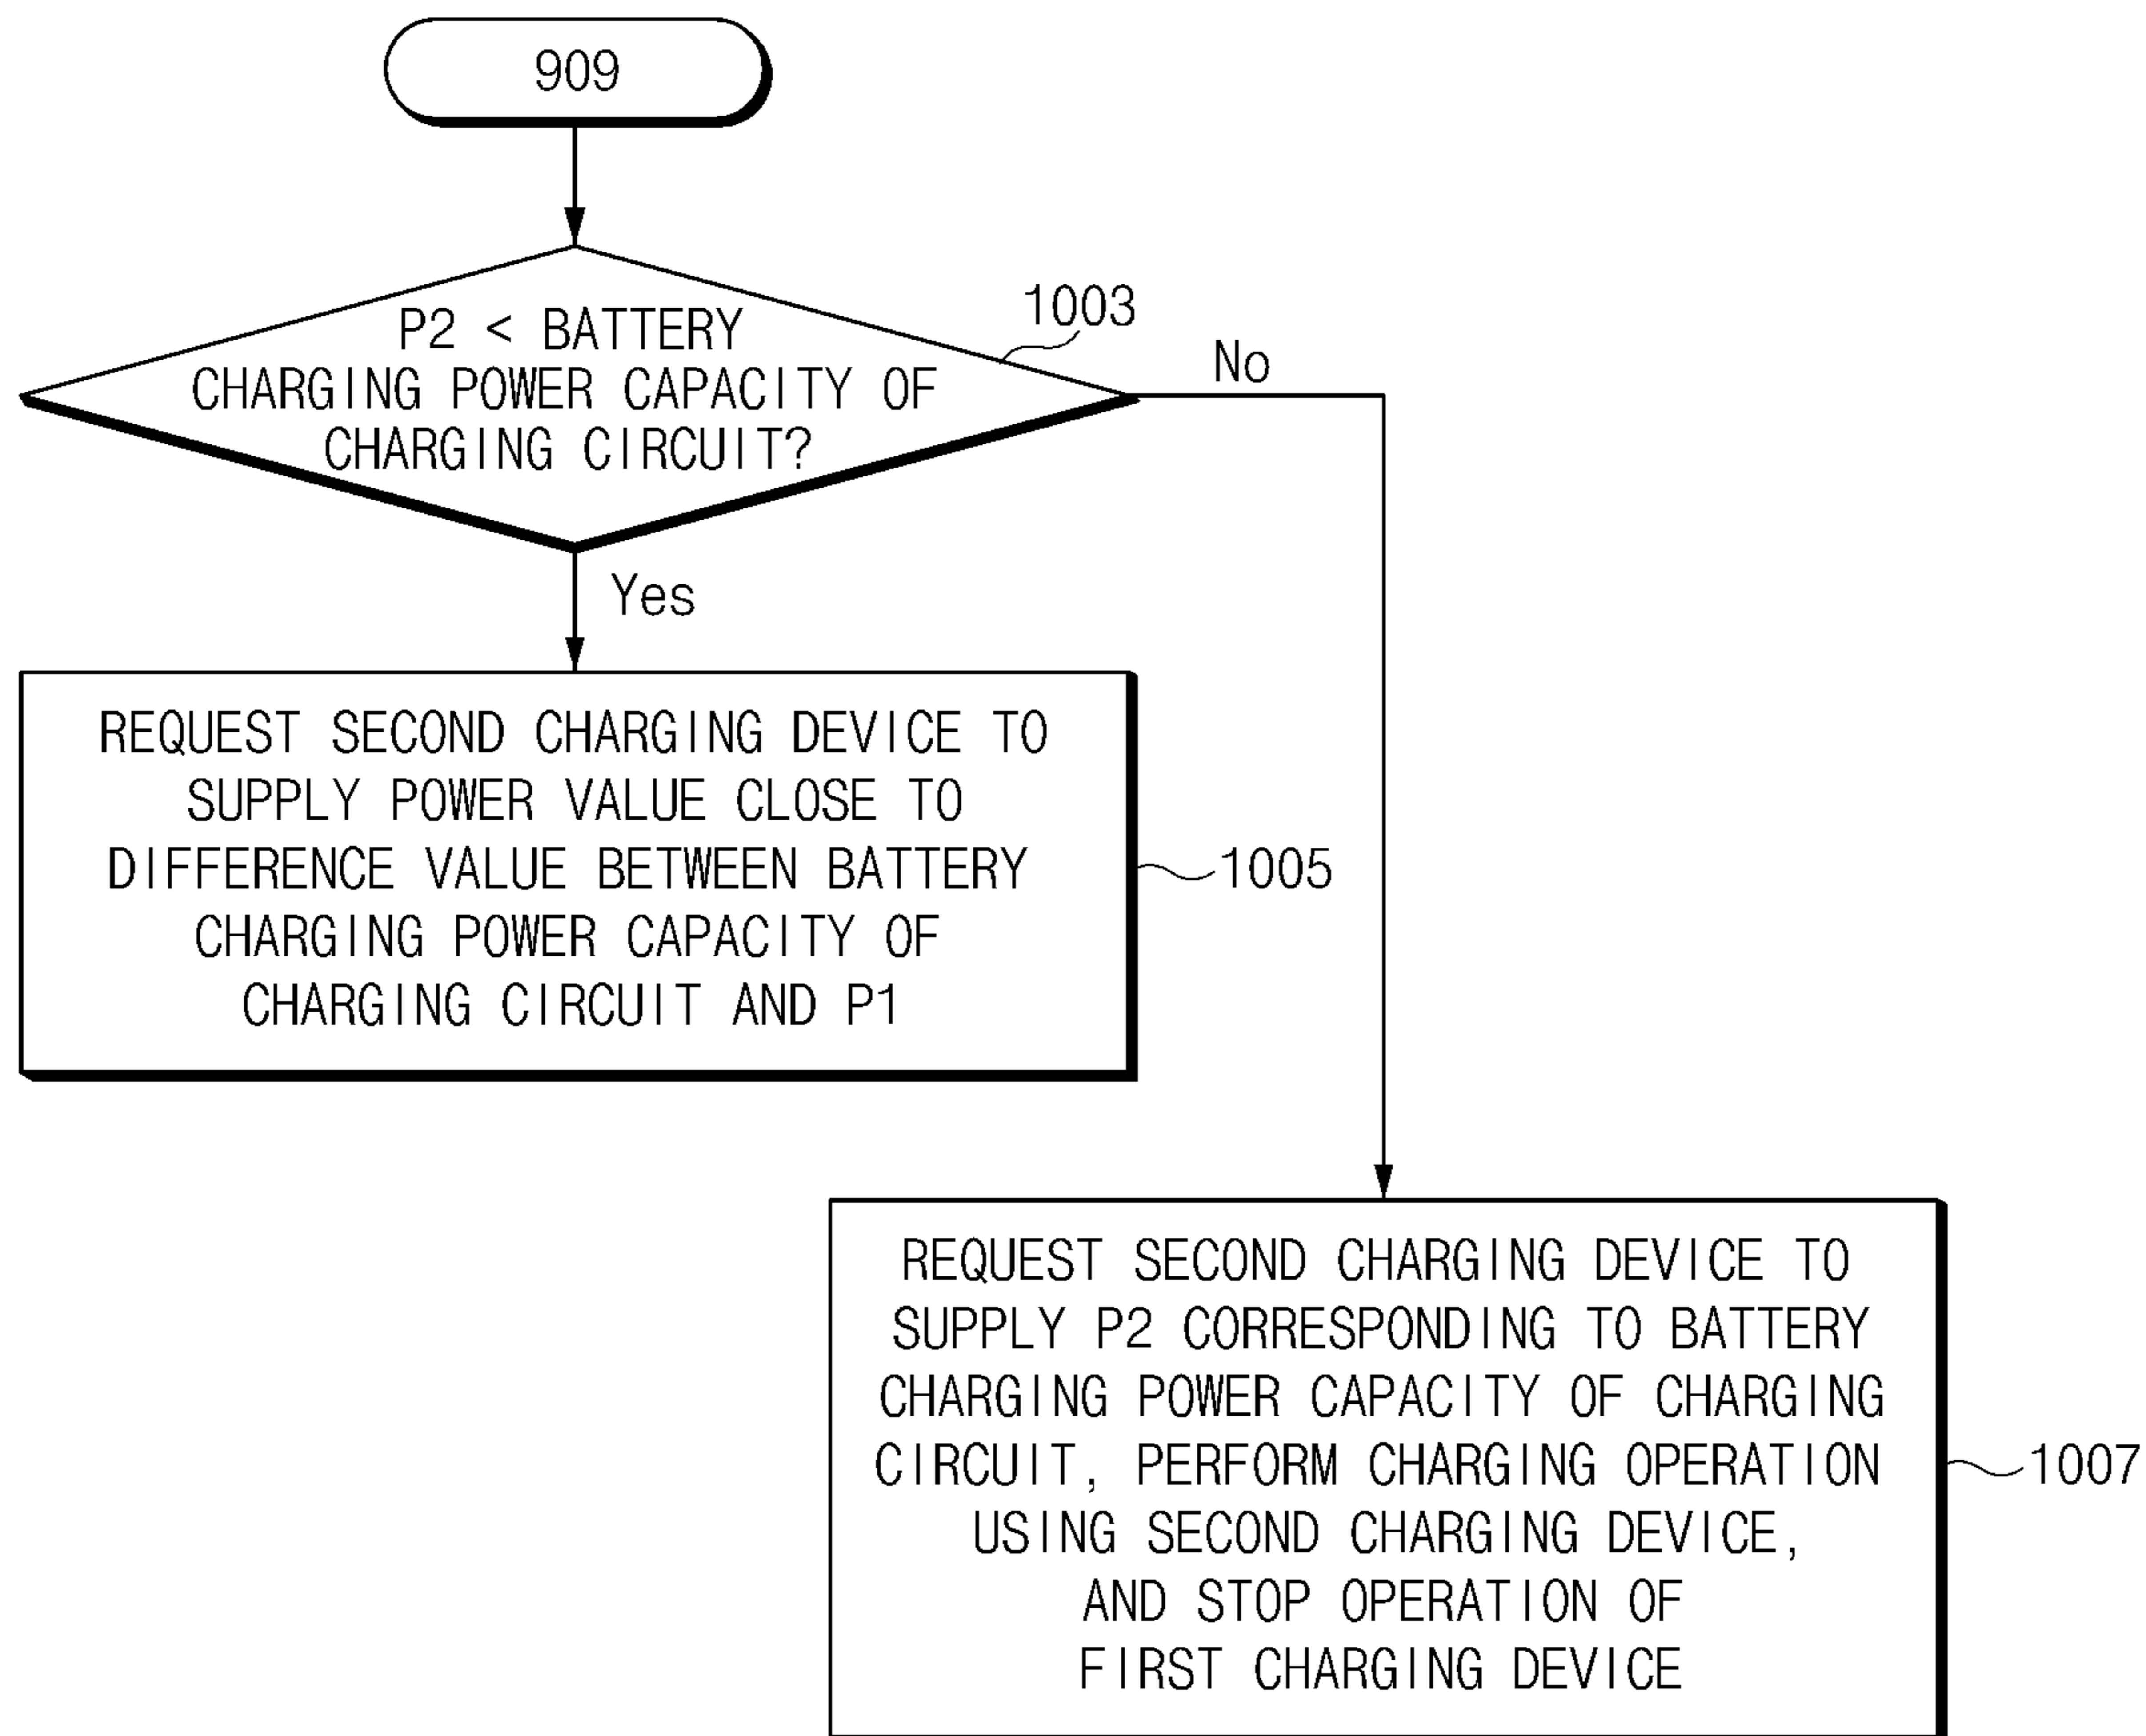 909
P2 < BATTERY
CHARGING POWER CAPACITY OF
CHARGING CIRCUIT?
1003
No
Yes
REQUEST SECOND CHARGING DEVICE TO
SUPPLY POWER VALUE CLOSE TO
DIFFERENCE VALUE BETWEEN BATTERY
CHARGING POWER CAPACITY OF
CHARGING CIRCUIT AND P1
1005
REQUEST SECOND CHARGING DEVICE TO
SUPPLY P2 CORRESPONDING TO BATTERY
CHARGING POWER CAPACITY OF CHARGING
CIRCUIT, PERFORM CHARGING OPERATION
USING SECOND CHARGING DEVICE,
AND STOP OPERATION OF
FIRST CHARGING DEVICE
1007